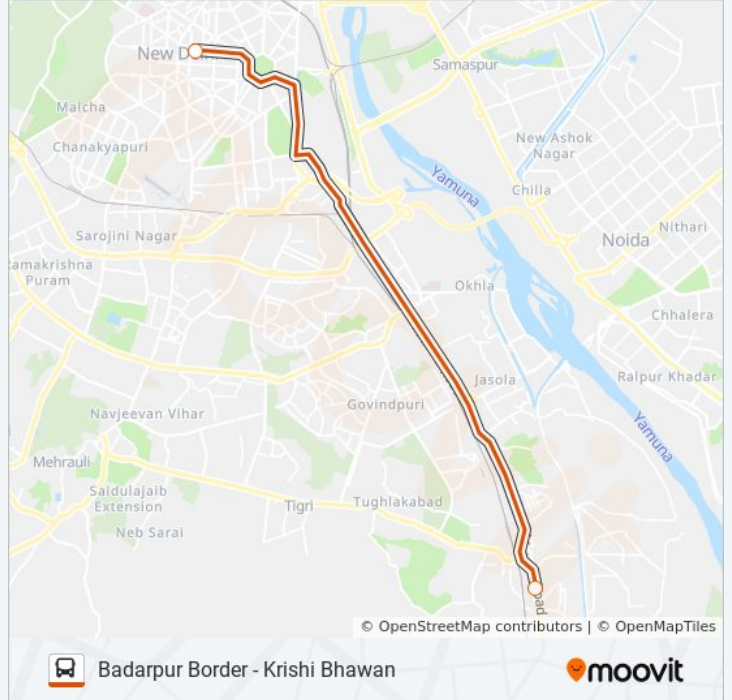 New D
Samaspur
Malcha
Chanakyapuri
New Ashok
Nagar
Yamuna
Chilla
Sarojini Nagar
Noida
Nithari
amakrishna
Puram
Okhla
Chhalera
Jasola
Raipur Khadar
Govindpuri
Navjeevan Vihar
Yamuna
Mehrauli
Saidulajaib
Extension
Tigri
Tughlakabad
Neb Sarai
bad
© OpenStreetMap contributors | © OpenMapTiles
Badarpur Border - Krishi Bhawan
moovit